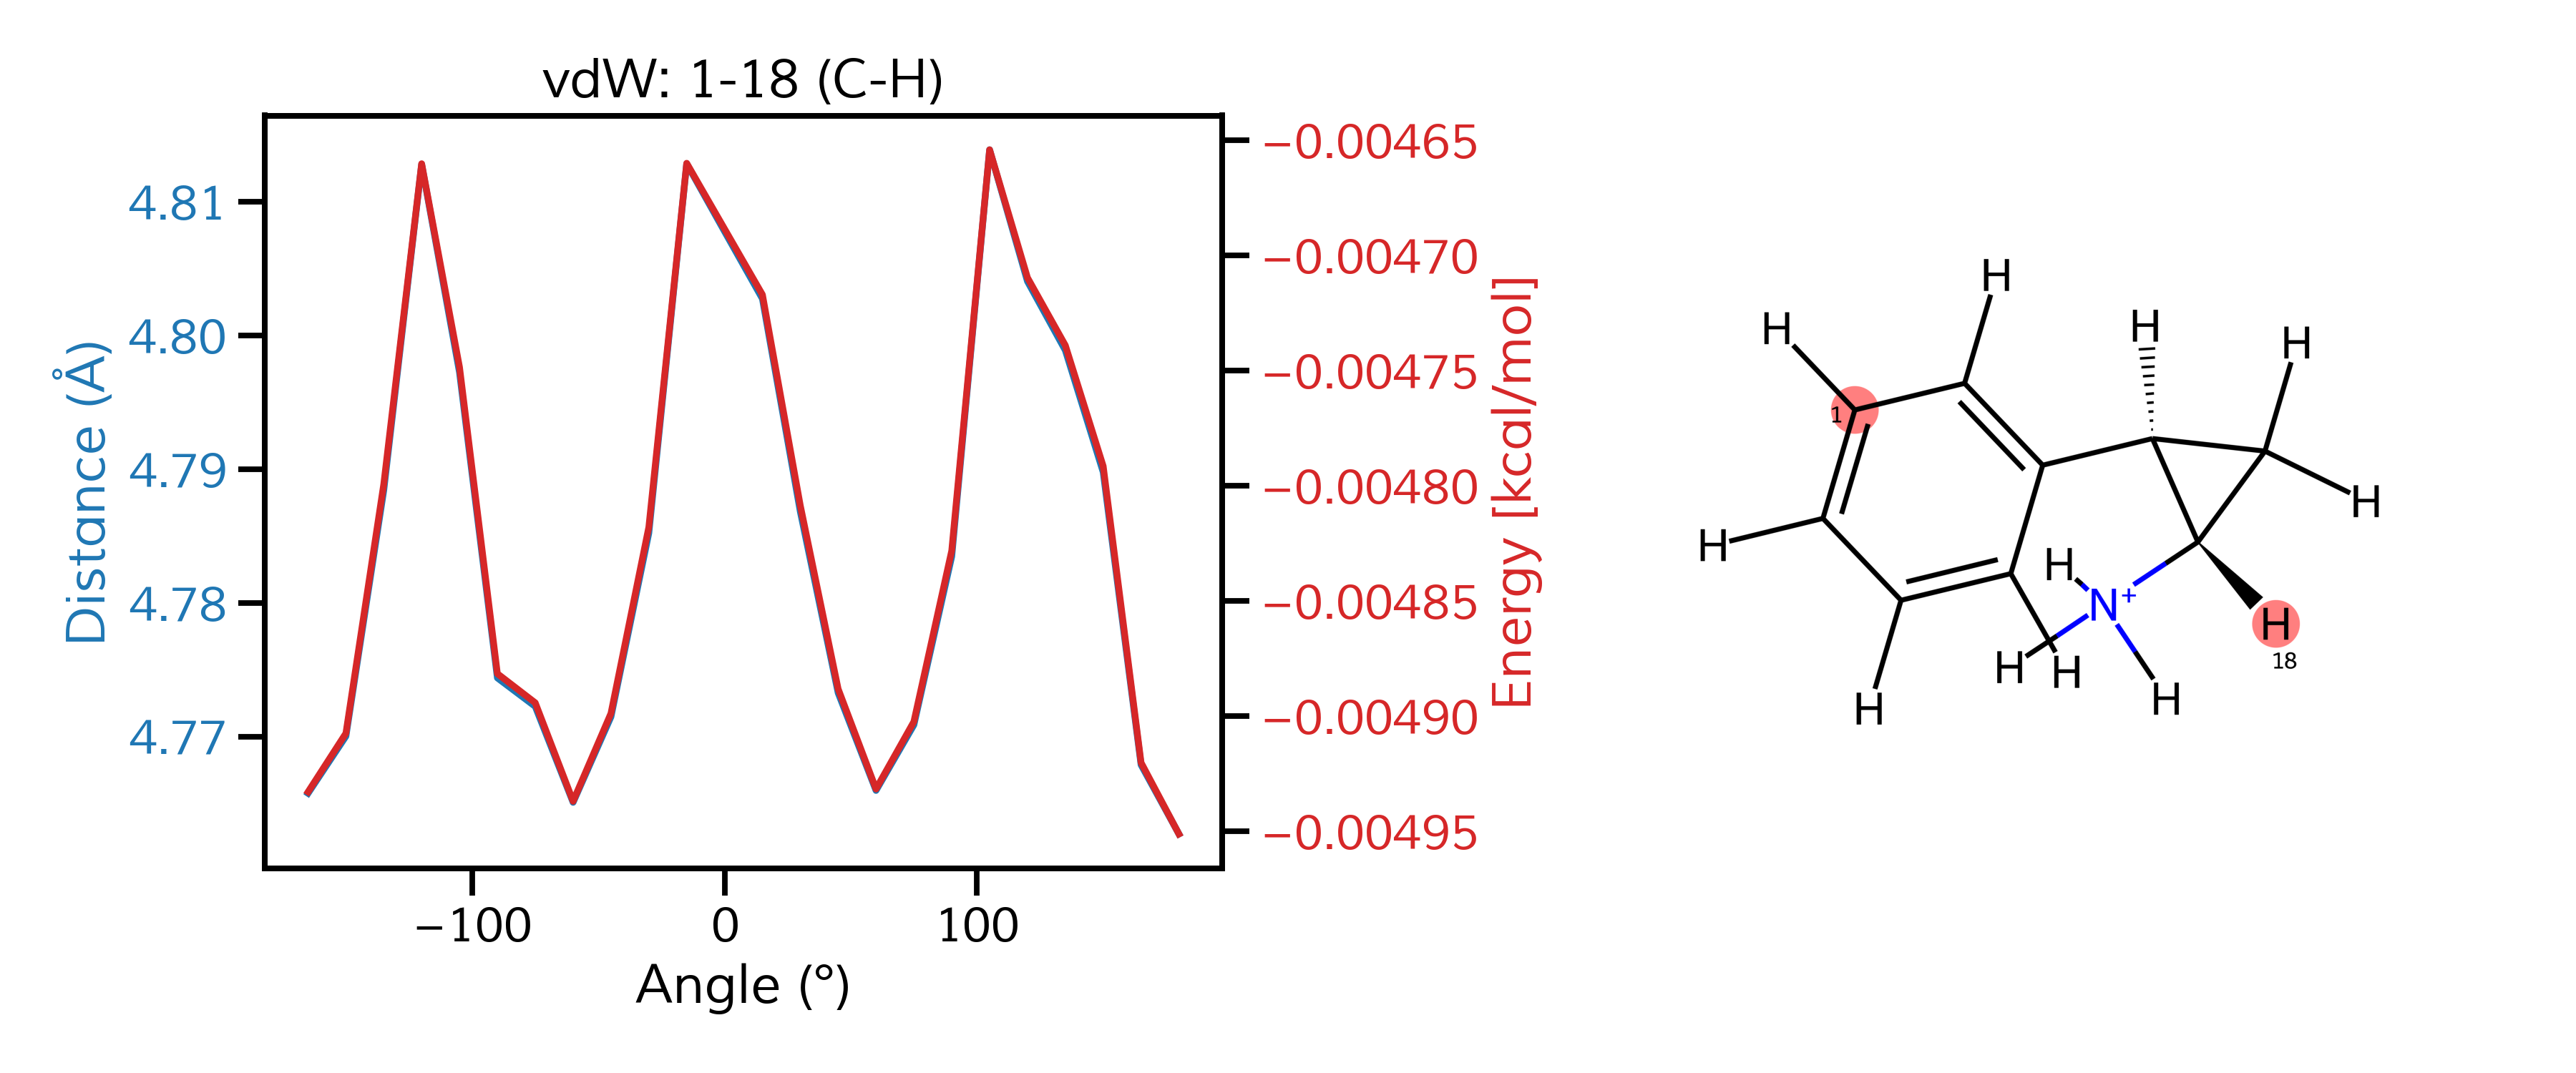 vdW: 1-18 (C-H)
Distance (Å)
4.81
4.80
4.79
4.78
4.77
−100
0
100
Angle (°)
−0.00465
−0.00470
−0.00475
−0.00480
−0.00485
−0.00490
−0.00495
Energy [kcal/mol]
H
H
H
H
1
H
H
H
N+
H
18
H
H
H
H